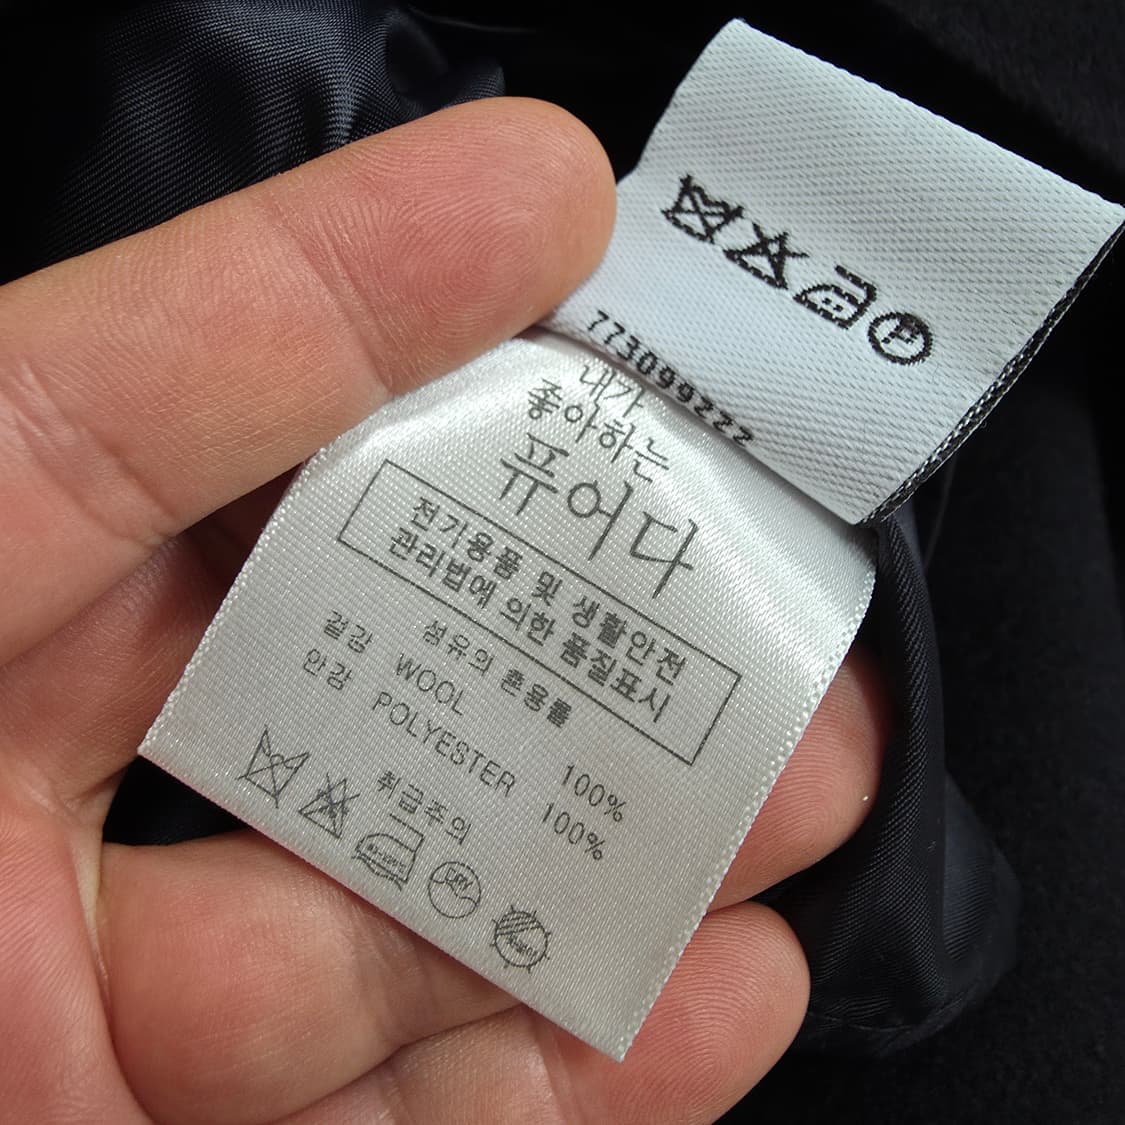 P
773099222
내가
좋아하는
퓨어다
전기용품 및 생활안전
관리법에 의한 품질표시
섬유의 혼용률
겉감 WOOL 100%
안감 POLYESTER 100%
취급주의
DRY